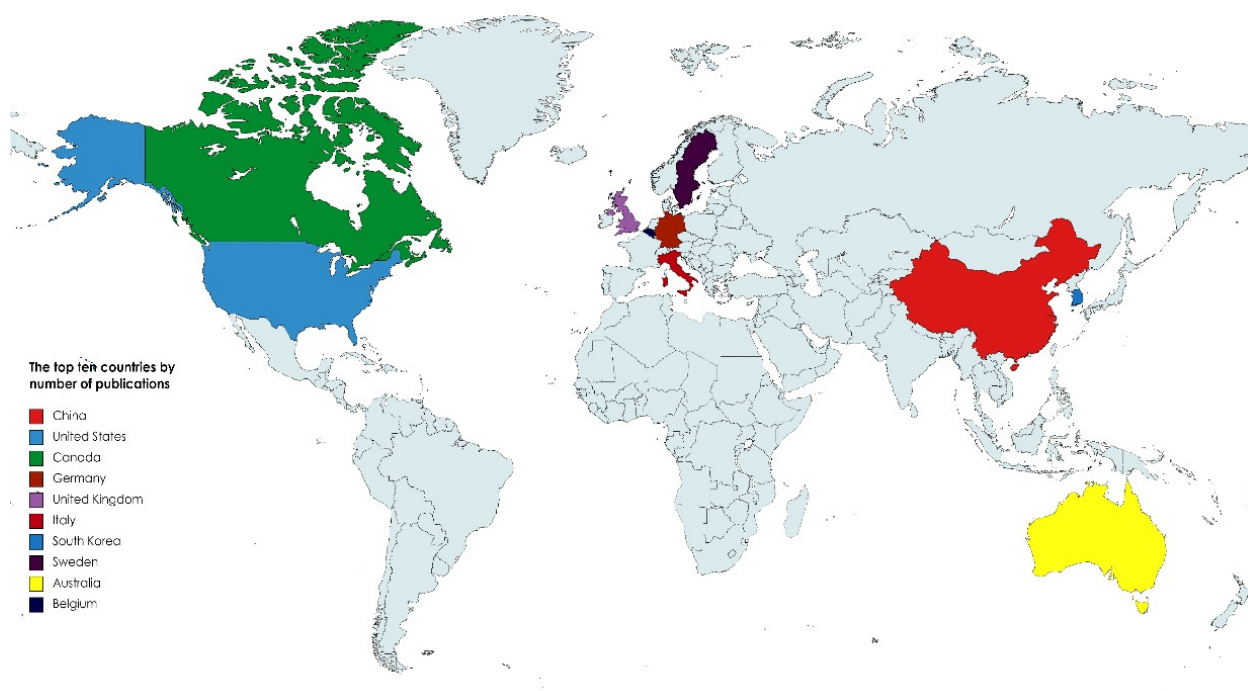 The top ten countries by
number of publications
China
United States
Canada
Germany
United Kingdom
Italy
South Korea
Sweden
Australia
Belgium